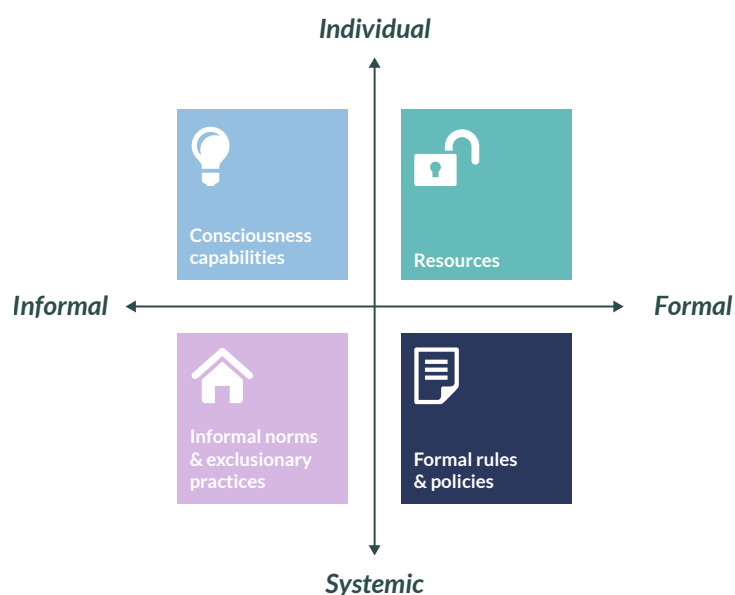 Individual
Consciousness
capabilities
Resources
Informal
Formal
Informal norms
& exclusionary
practices
Formal rules
& policies
Systemic